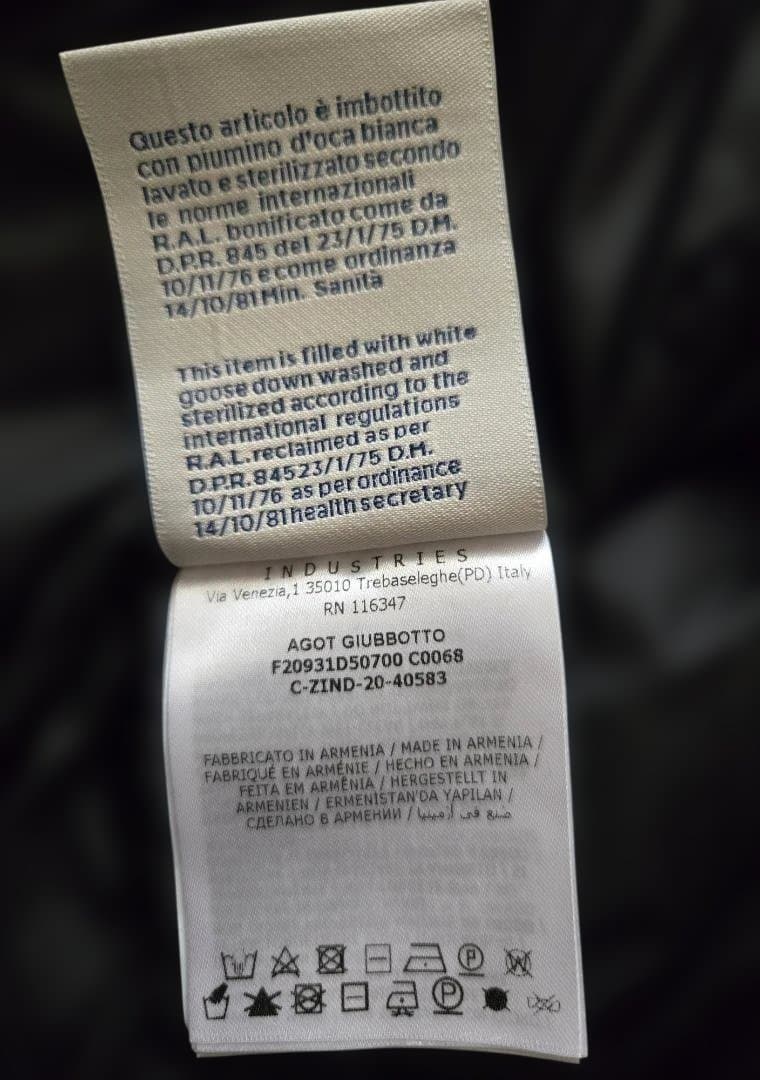 Questo articolo è imbottito
con piumino d'oca bianca
lavato e sterilizzato secondo
le norme internazionali
R.A.L. bonificato come da
D.P.R. 845 del 23/1/75 D.M.
10/11/76 e come ordinanza
14/10/81 Min. Sanità
This item is filled with white
goose down washed and
sterilized according to the
international regulations
R.A.L. reclaimed as per
D.P.R. 845 23/1/75 D.M.
10/11/76 as per ordinance
14/10/81 health secretary
INDUSTRIES
Via Venezia,1 35010 Trebaseleghe(PD) Italy
RN 116347
AGOT GIUBBOTTO
F20931D50700 C0068
C-ZIND-20-40583
FABBRICATO IN ARMENIA / MADE IN ARMENIA /
FABRIQUÉ EN ARMÉNIE / HECHO EN ARMENIA /
FEITA EM ARMÊNIA / HERGESTELLT IN
ARMENIEN / ERMENISTAN'DA YAPILAN /
СДЕЛАНО В АРМЕНИИ / صنع في أرمينيا
P W
P